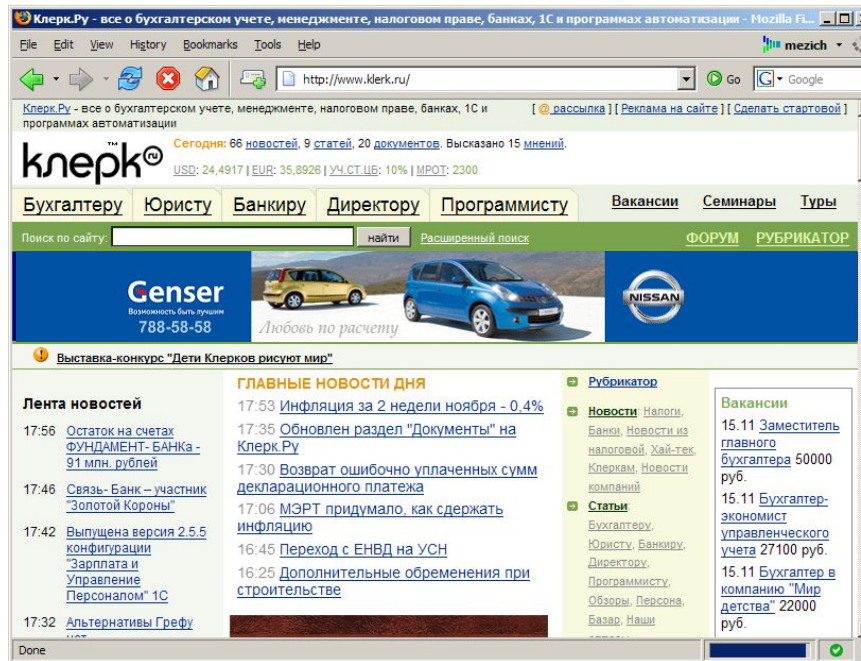 Клерк.Ру - все о бухгалтерском учете, менеджменте, налоговом праве, банках, 1С и программах автоматизации - Mozilla Fi...
File Edit View History Bookmarks Tools Help
mezich
http://www.klerk.ru/
Go
G Google
Клерк.Ру - все о бухгалтерском учете, менеджменте, налоговом праве, банках, 1С и
программах автоматизации
[ @ рассылка ] [ Реклама на сайте ] [ Сделать стартовой ]
клерк ru TM
Сегодня: 66 новостей, 9 статей, 20 документов. Высказано 15 мнений.
USD: 24,4917 | EUR: 35,8926 | УЧ.СТ.ЦБ: 10% | МРОТ: 2300
Бухгалтеру Юристу Банкиру Директору Программисту Вакансии Семинары Туры
Поиск по сайту: найти Расширенный поиск ФОРУМ РУБРИКАТОР
Genser
Возможность быть лучшим
788-58-58
Любовь по расчету
NISSAN
Выставка-конкурс "Дети Клерков рисуют мир"
Лента новостей
17:56 Остаток на счетах
ФУНДАМЕНТ- БАНКа -
91 млн. рублей
17:46 Связь- Банк – участник
"Золотой Короны"
17:42 Выпущена версия 2.5.5
конфигурации
"Зарплата и
Управление
Персоналом" 1С
17:32 Альтернативы Грефу
нет
ГЛАВНЫЕ НОВОСТИ ДНЯ
17:53 Инфляция за 2 недели ноября - 0,4%
17:35 Обновлен раздел "Документы" на
Клерк.Ру
17:30 Возврат ошибочно уплаченных сумм
декларационного платежа
17:06 МЭРТ придумало, как сдержать
инфляцию
16:45 Переход с ЕНВД на УСН
16:25 Дополнительные обременения при
строительстве
Рубрикатор
Новости: Налоги,
Банки, Новости из
налоговой, Хай-тек,
Клеркам, Новости
компаний
Статьи:
Бухгалтеру,
Юристу, Банкиру,
Директору,
Программисту,
Обзоры, Персона,
Базар, Наши
Вакансии
15.11 Заместитель
главного
бухгалтера 50000
руб.
15.11 Бухгалтер-
экономист
управленческого
учета 27100 руб.
15.11 Бухгалтер в
компанию "Мир
детства" 22000
руб.
Done